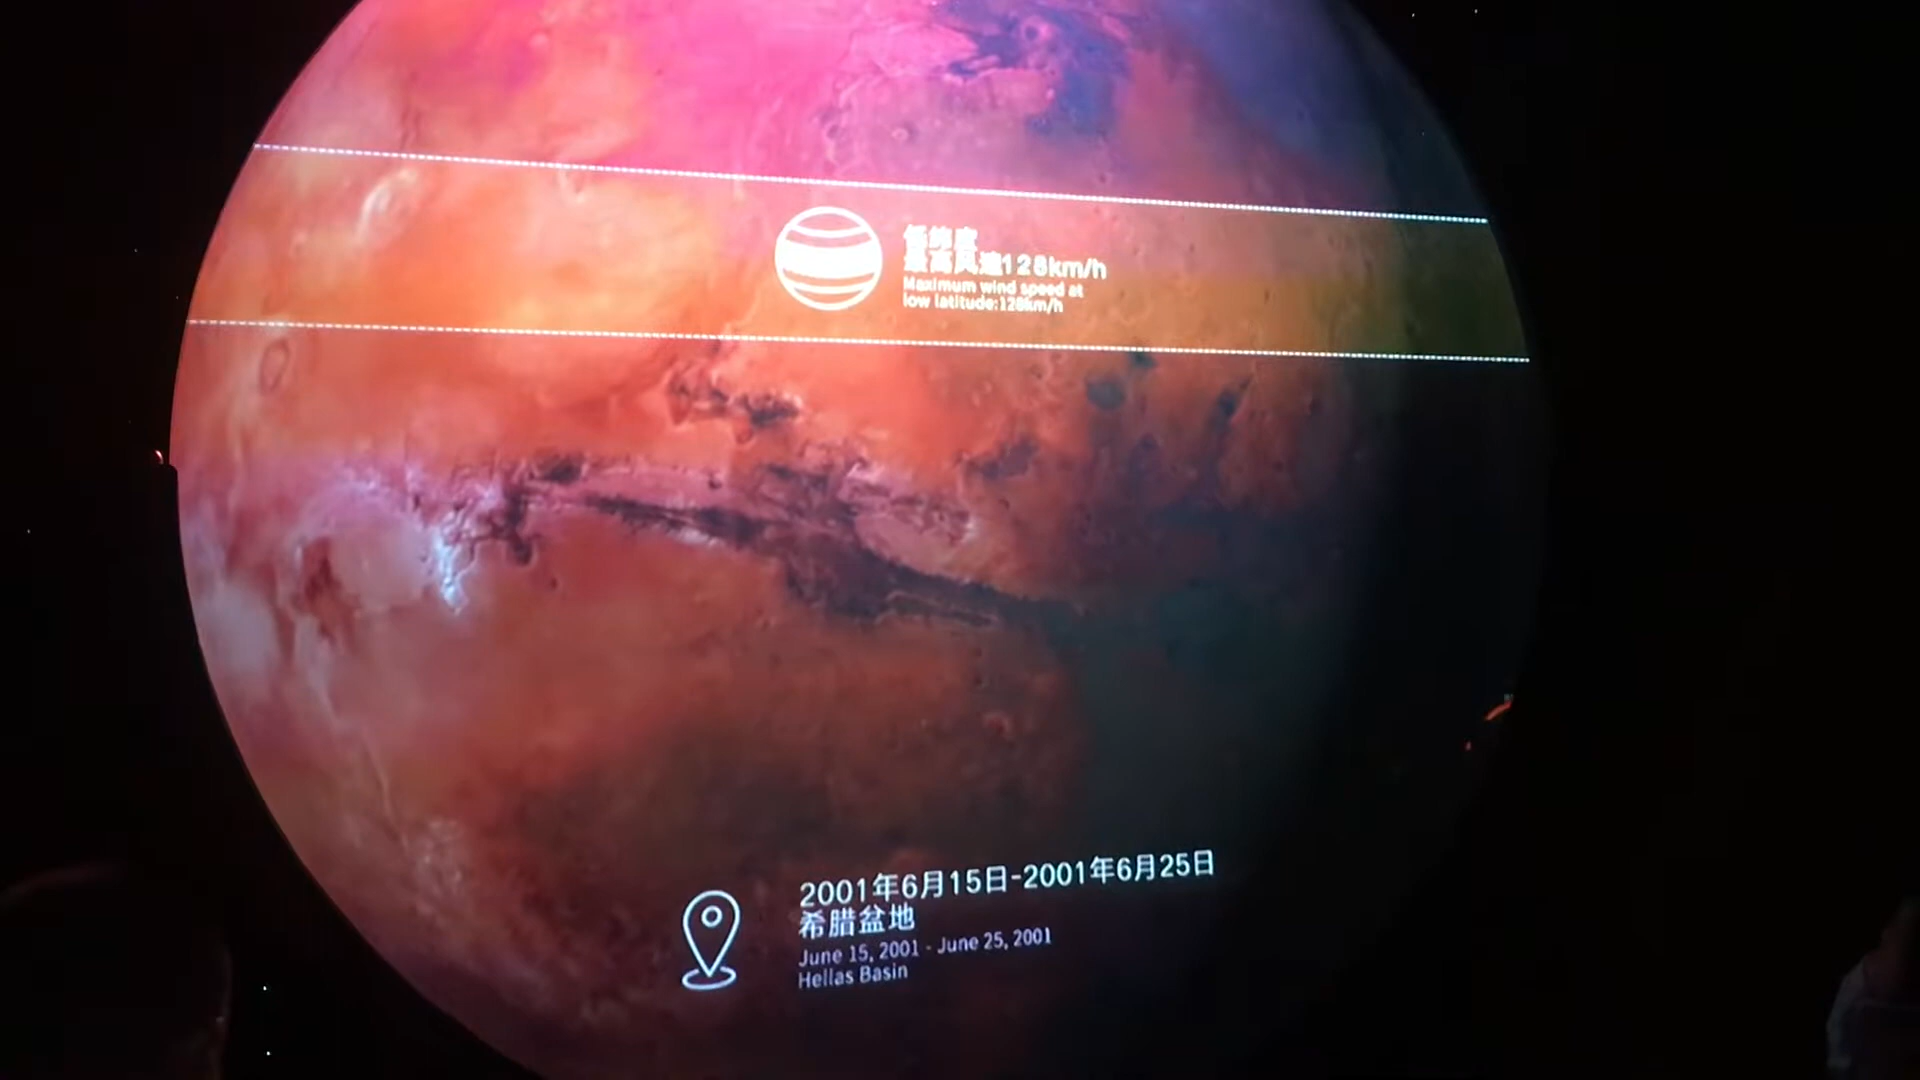 低纬度
最高风速128km/h
Maximum wind speed at
low latitude:128km/h
2001年6月15日-2001年6月25日
希腊盆地
June 15, 2001 - June 25, 2001
Hellas Basin